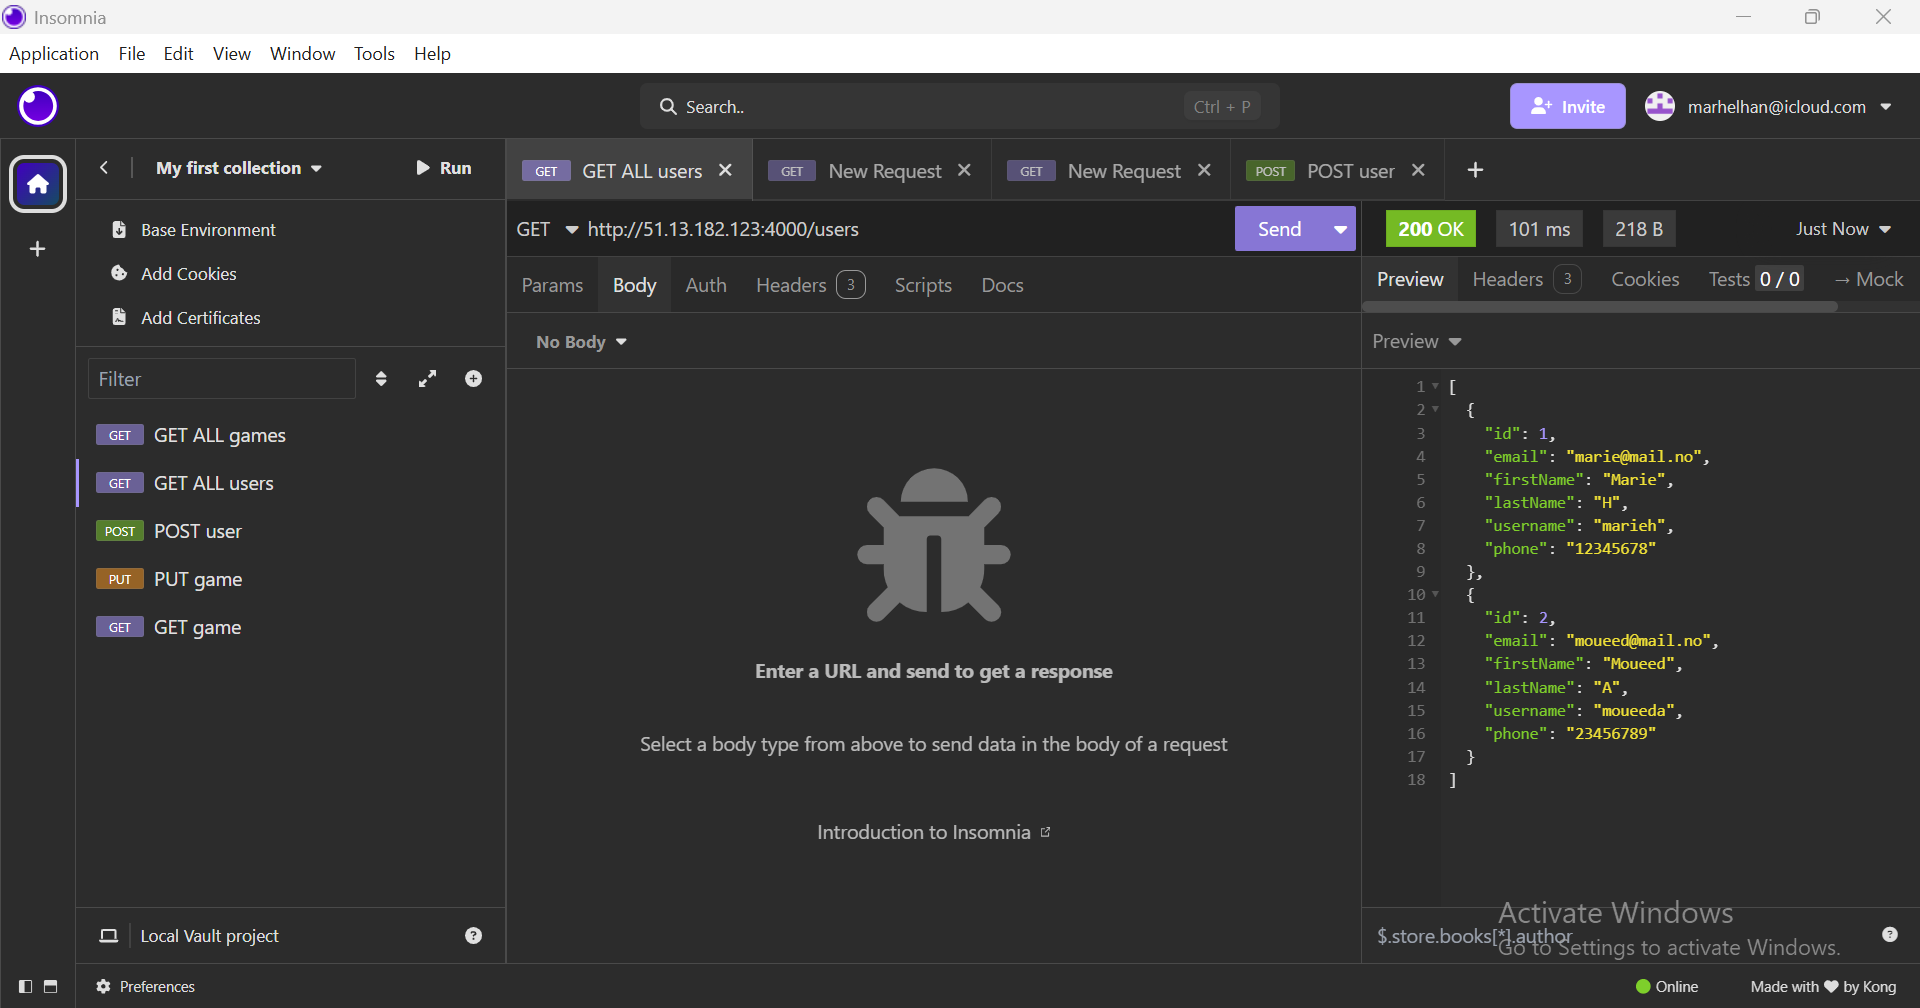 Insomnia
Application File Edit View Window Tools Help
Search.. Ctrl + P
Invite marhelhan@icloud.com
My first collection Run
GET GET ALL users GET New Request GET New Request POST POST user
Base Environment
Add Cookies
Add Certificates
Filter
GET GET ALL games
GET GET ALL users
POST POST user
PUT PUT game
GET GET game
Local Vault project
Preferences
GET http://51.13.182.123:4000/users Send
Params Body Auth Headers 3 Scripts Docs
No Body
Enter a URL and send to get a response
Select a body type from above to send data in the body of a request
Introduction to Insomnia
200 OK 101 ms 218 B Just Now
Preview Headers 3 Cookies Tests 0 / 0 → Mock
Preview
1 [
2 {
3 "id": 1,
4 "email": "marie@mail.no",
5 "firstName": "Marie",
6 "lastName": "H",
7 "username": "marieh",
8 "phone": "12345678"
9 },
10 {
11 "id": 2,
12 "email": "moueed@mail.no",
13 "firstName": "Moueed",
14 "lastName": "A",
15 "username": "moueeda",
16 "phone": "23456789"
17 }
18 ]
$.store.books[*].author
Activate Windows
Go to Settings to activate Windows.
Online Made with ♥ by Kong